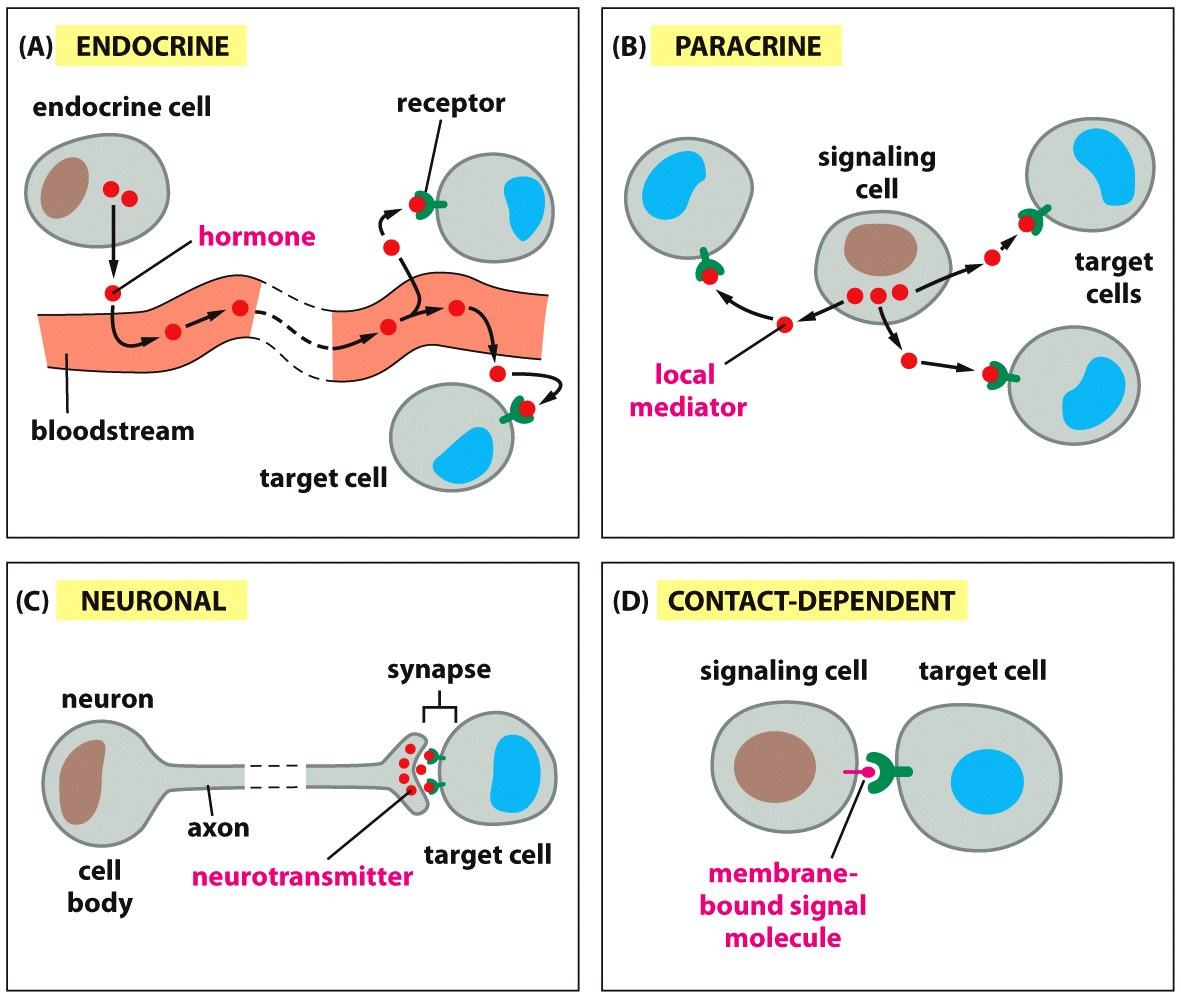 (A) ENDOCRINE
endocrine cell
receptor
hormone
bloodstream
target cell
(B) PARACRINE
signaling
cell
target
cells
local
mediator
(C) NEURONAL
synapse
neuron
axon
cell
body
neurotransmitter
target cell
(D) CONTACT-DEPENDENT
signaling cell
target cell
membrane-
bound signal
molecule